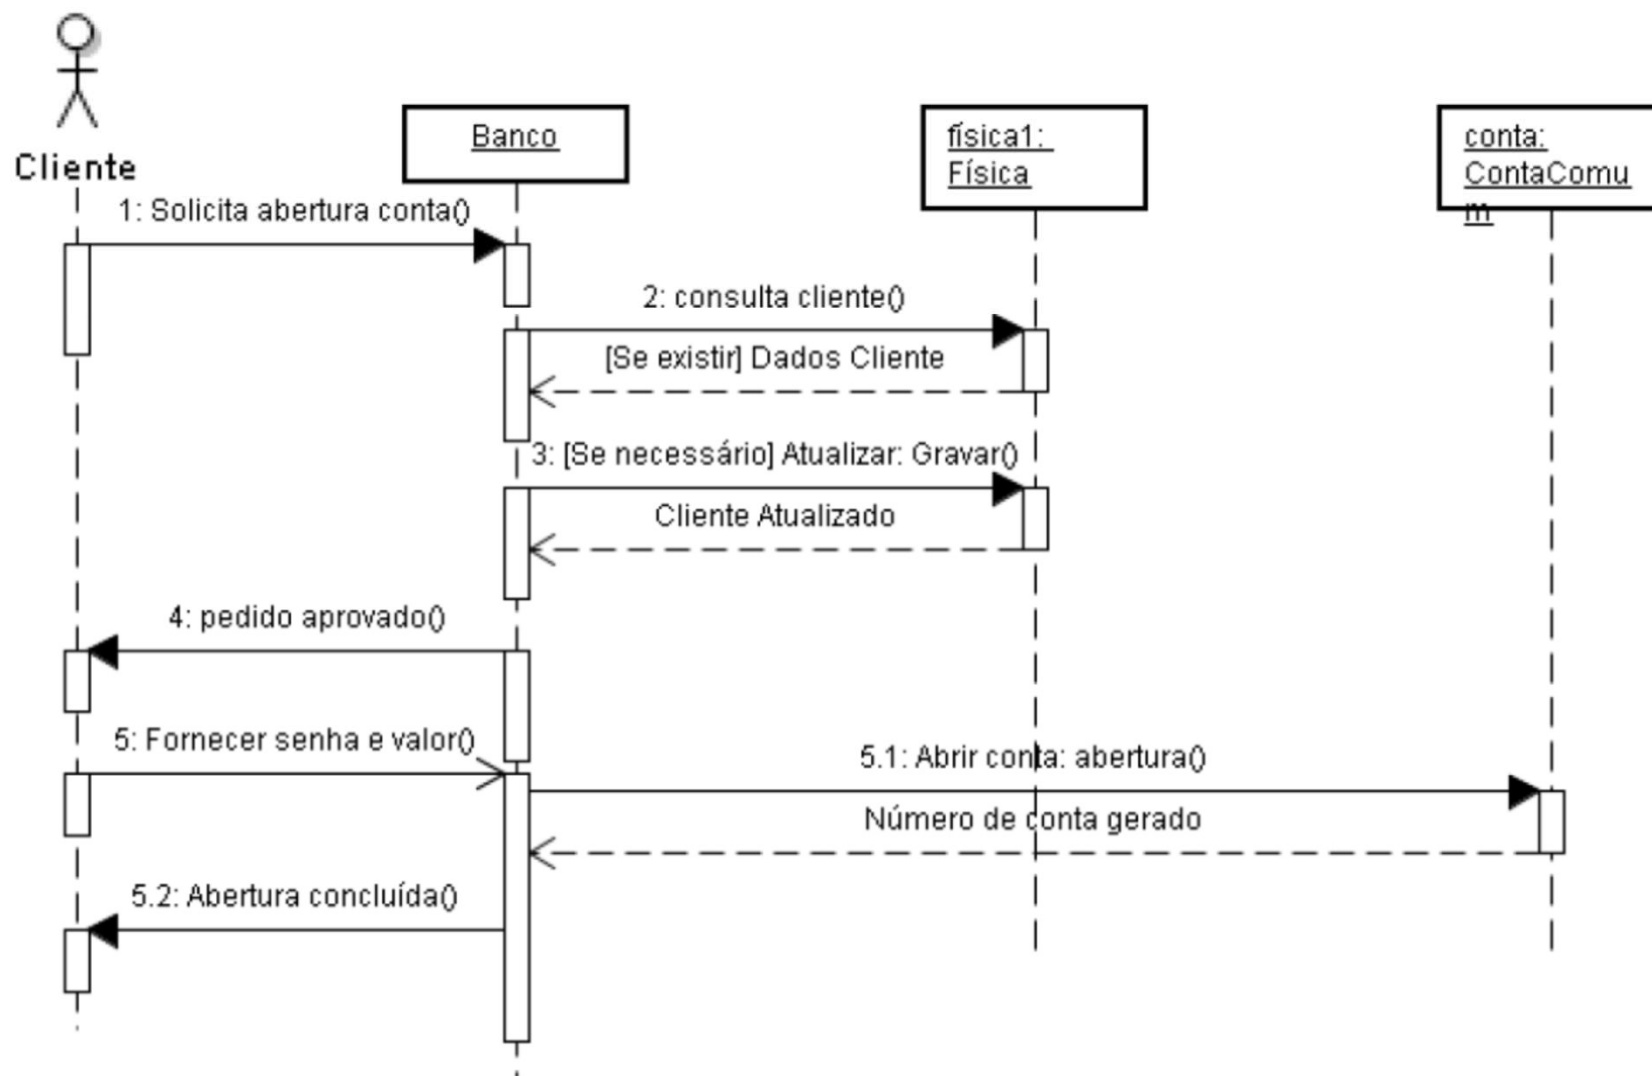 Cliente
Banco
física1:
Física
conta:
ContaComu
m
1: Solicita abertura conta()
2: consulta cliente()
[Se existir] Dados Cliente
3: [Se necessário] Atualizar: Gravar()
Cliente Atualizado
4: pedido aprovado()
5: Fornecer senha e valor()
5.1: Abrir conta: abertura()
Número de conta gerado
5.2: Abertura concluída()